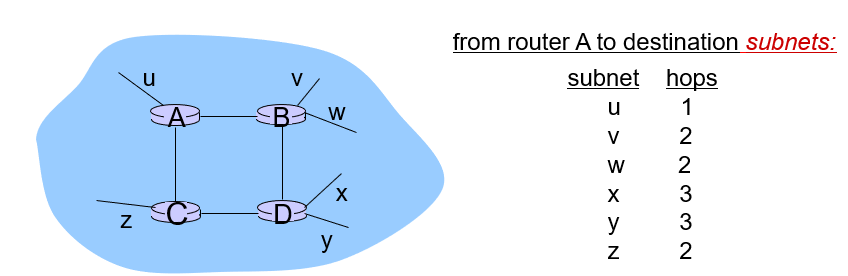 from router A to destination subnets:
subnet hops
u 1
v 2
w 2
x 3
y 3
z 2
u
v
A
B
w
x
z
C
D
y